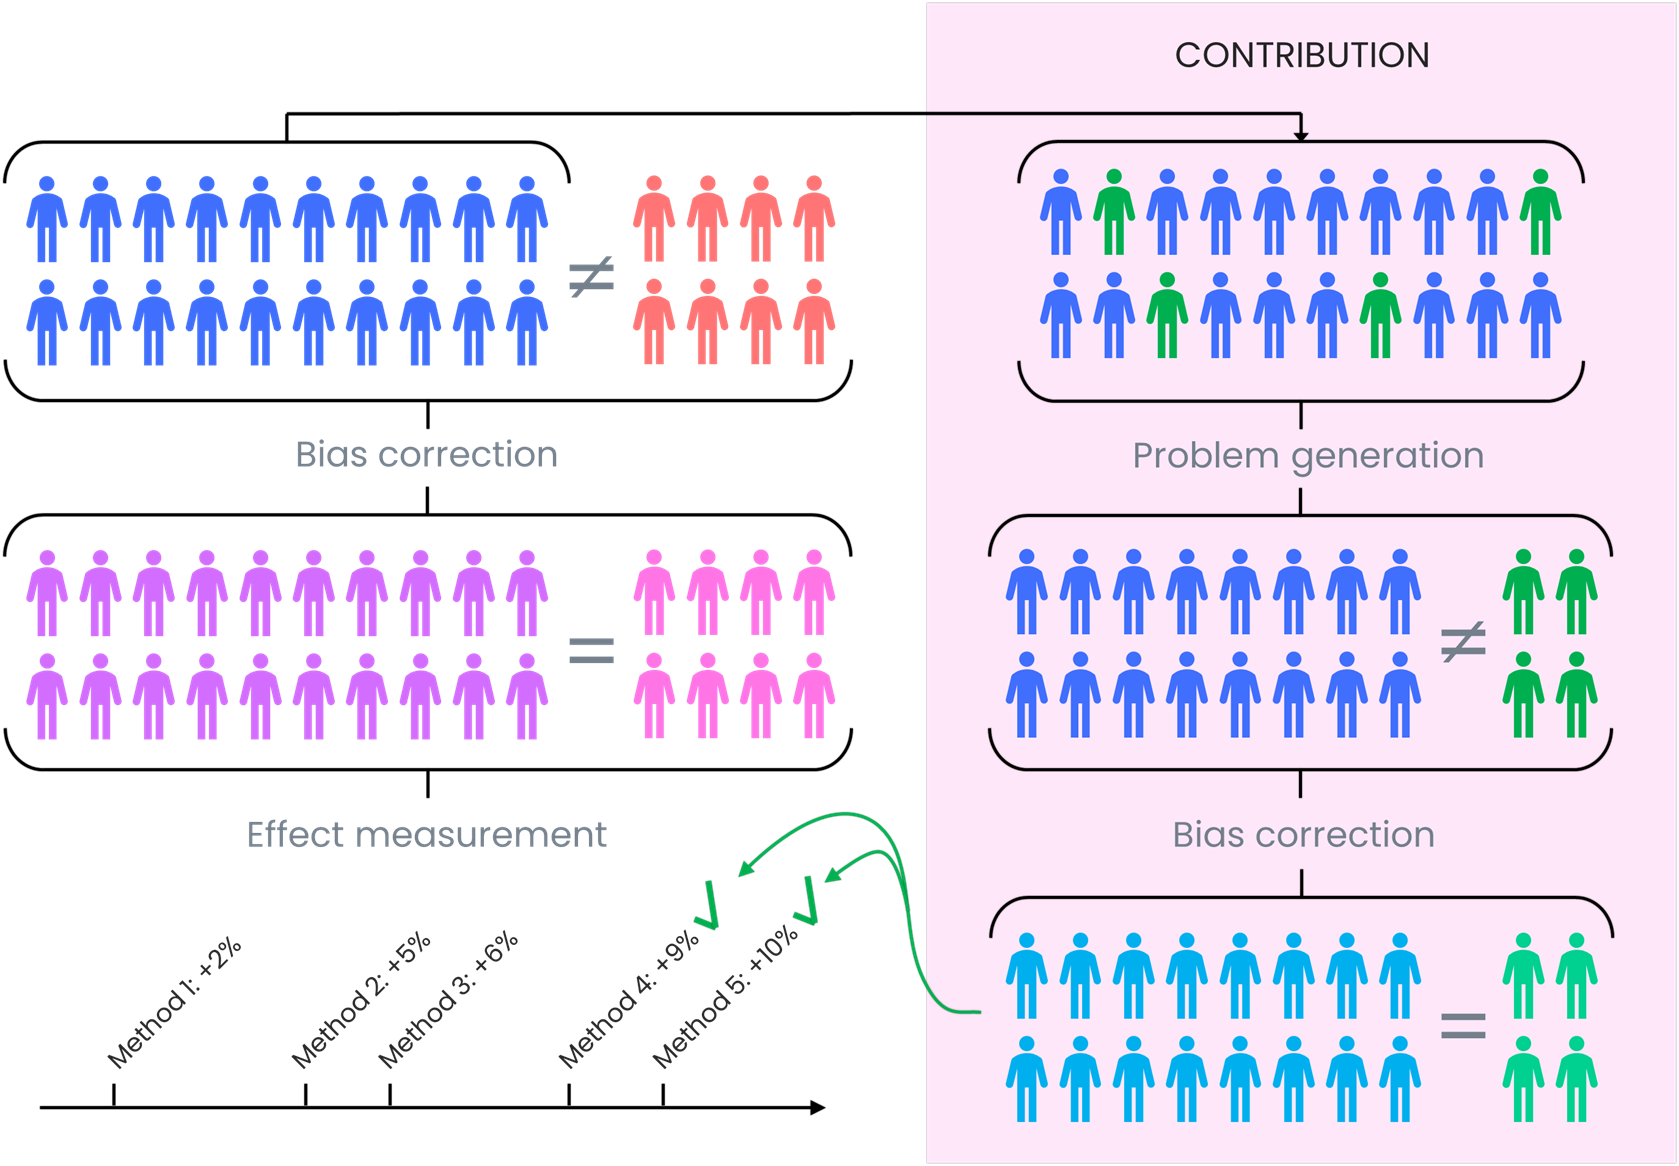 CONTRIBUTION
≠
Bias correction
Problem generation
=
≠
Effect measurement
Bias correction
Method 1: +2%
Method 2: +5%
Method 3: +6%
Method 4: +9%
Method 5: +10%
=